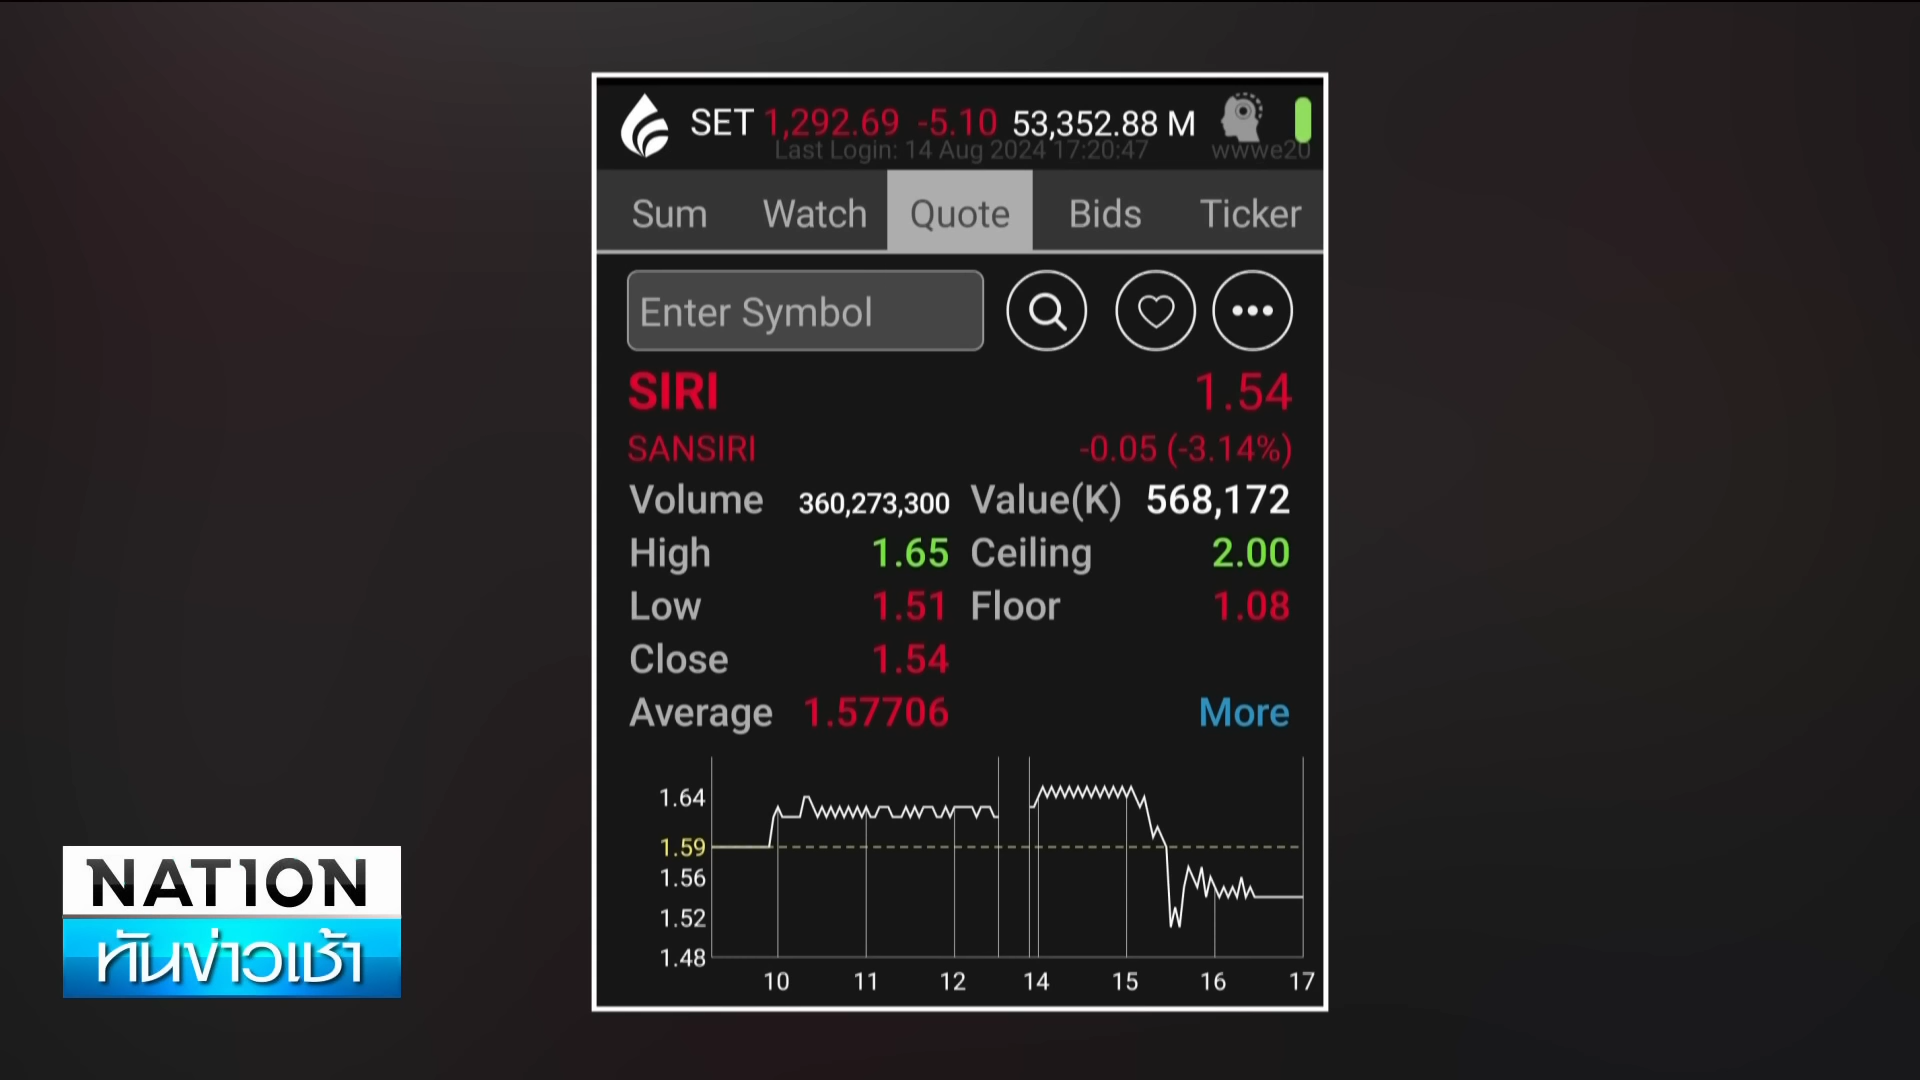 SET 1,292.69 -5.10 53,352.88 M
Last Login: 14 Aug 2024 17:20:47 wwwe20
Sum Watch Quote Bids Ticker
Enter Symbol
SIRI 1.54
SANSIRI -0.05 (-3.14%)
Volume 360,273,300 Value(K) 568,172
High 1.65 Ceiling 2.00
Low 1.51 Floor 1.08
Close 1.54
Average 1.57706 More
1.64
1.59
1.56
1.52
1.48
10 11 12 14 15 16 17
NATION
ทันข่าวเช้า